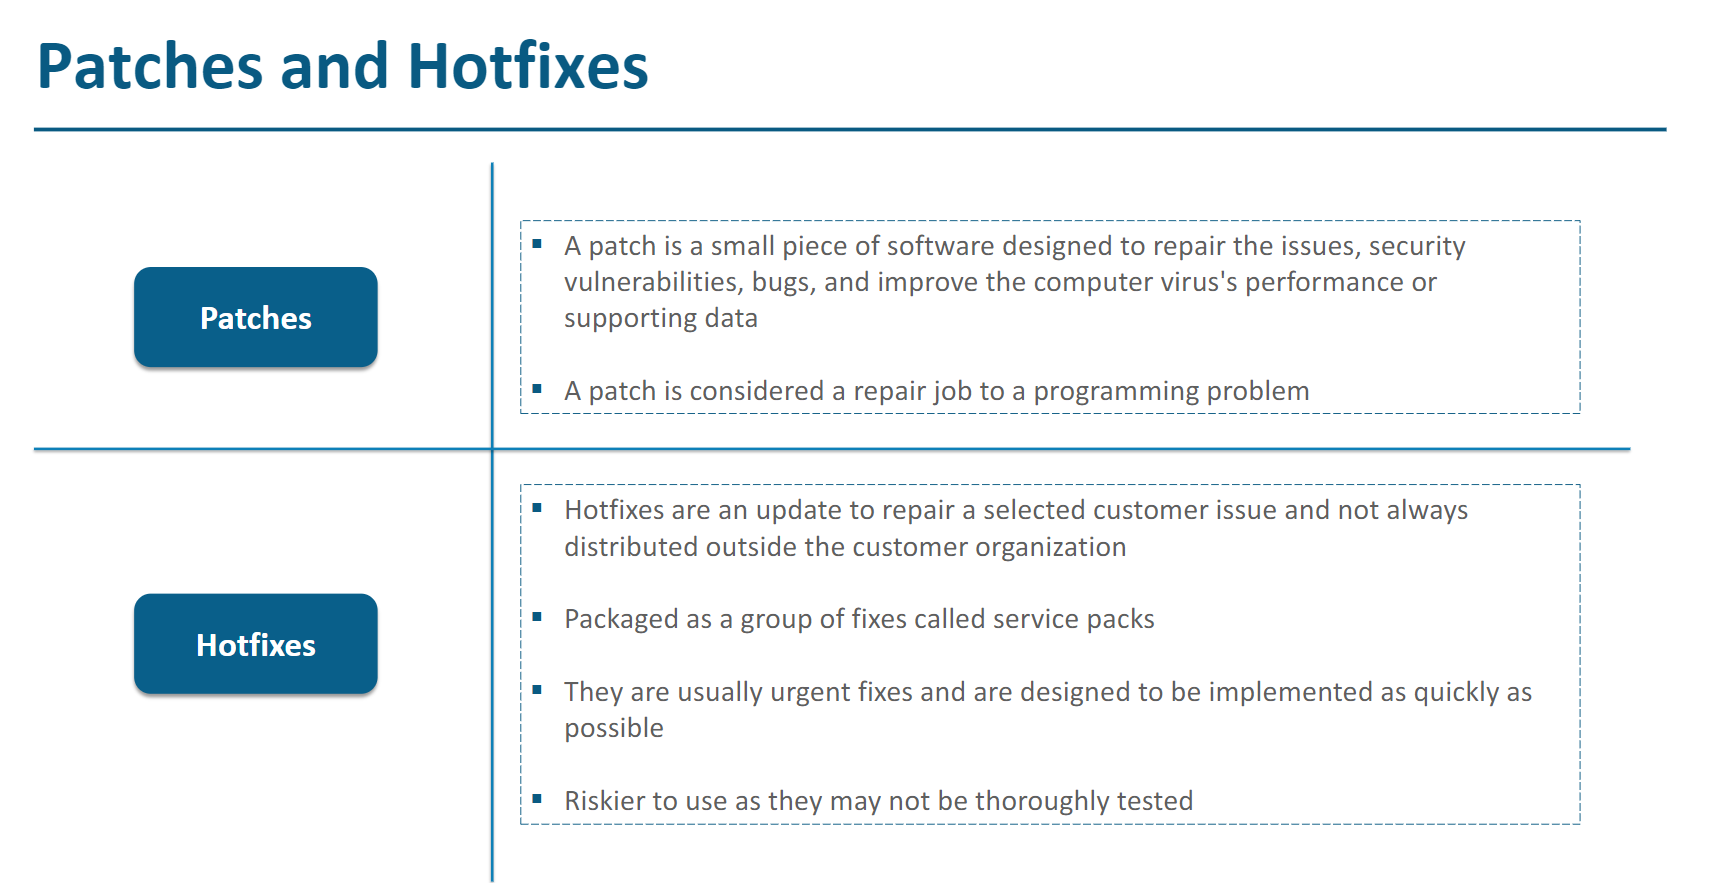 Patches and Hotfixes
Patches
A patch is a small piece of software designed to repair the issues, security
vulnerabilities, bugs, and improve the computer virus's performance or
supporting data
A patch is considered a repair job to a programming problem
Hotfixes
Hotfixes are an update to repair a selected customer issue and not always
distributed outside the customer organization
Packaged as a group of fixes called service packs
They are usually urgent fixes and are designed to be implemented as quickly as
possible
Riskier to use as they may not be thoroughly tested